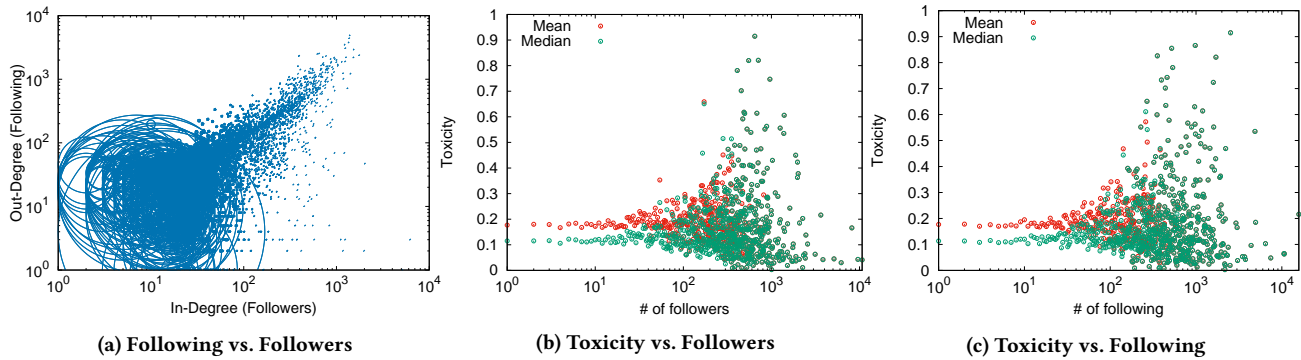 10^4
10^3
10^2
10^1
10^0
Out-Degree (Following)
10^0 10^1 10^2 10^3 10^4
In-Degree (Followers)
(a) Following vs. Followers
1
0.9
0.8
0.7
0.6
0.5
0.4
0.3
0.2
0.1
0
Toxicity
Mean
Median
10^0 10^1 10^2 10^3 10^4
# of followers
(b) Toxicity vs. Followers
1
0.9
0.8
0.7
0.6
0.5
0.4
0.3
0.2
0.1
0
Toxicity
Mean
Median
10^0 10^1 10^2 10^3 10^4
# of following
(c) Toxicity vs. Following